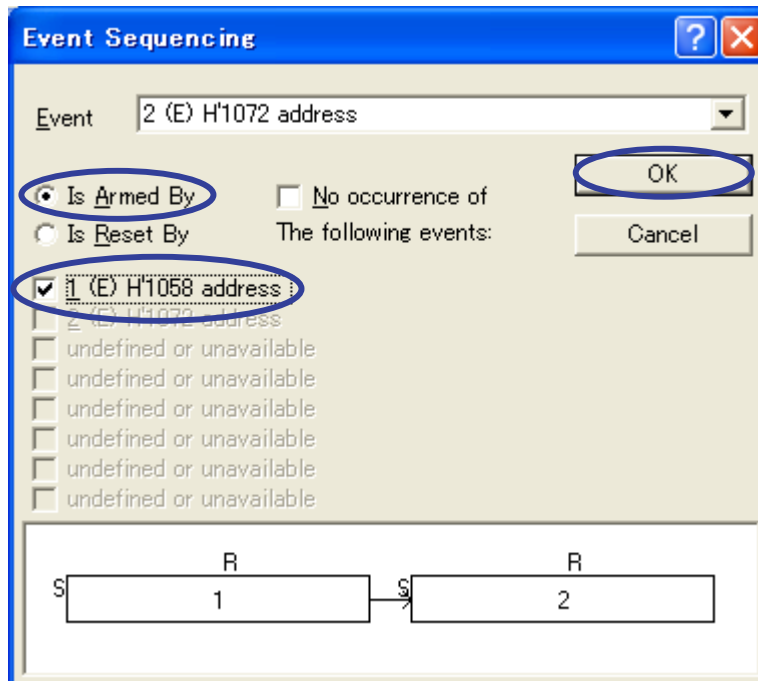 Event Sequencing
Event 2 (E) H'1072 address
OK
Is Armed By No occurrence of
Is Reset By The following events: Cancel
1 (E) H'1058 address
2 (E) H'1072 address
undefined or unavailable
undefined or unavailable
undefined or unavailable
undefined or unavailable
undefined or unavailable
undefined or unavailable
R R
S 1 S 2